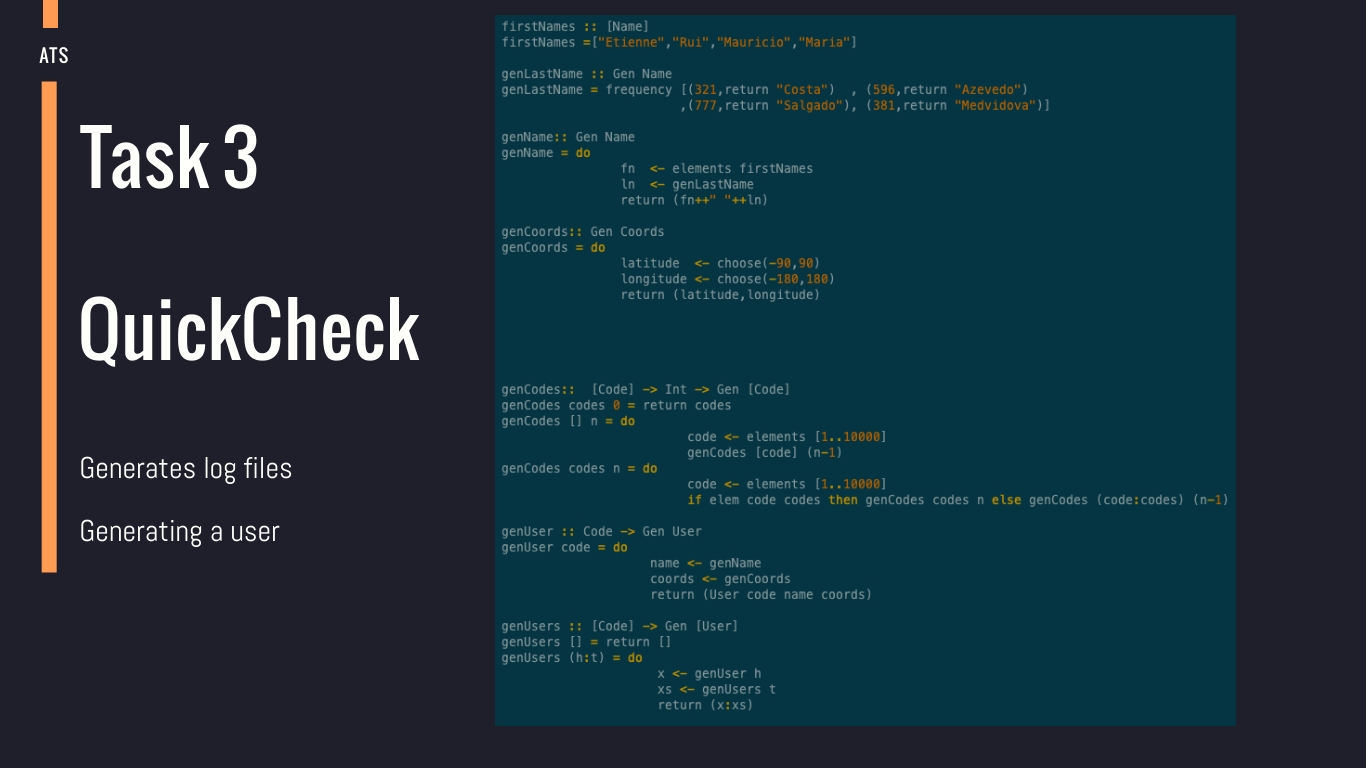 ATS
Task 3
QuickCheck
Generates log files
Generating a user
firstNames :: [Name]
firstNames =["Etienne","Rui","Mauricio","Maria"]
genLastName :: Gen Name
genLastName = frequency [(321,return "Costa")  , (596,return "Azevedo")
                        ,(777,return "Salgado"), (381,return "Medvidova")]
genName:: Gen Name
genName = do
                fn  <- elements firstNames
                ln  <- genLastName
                return (fn++" "++ln)
genCoords:: Gen Coords
genCoords = do
                latitude  <- choose(-90,90)
                longitude <- choose(-180,180)
                return (latitude,longitude)
genCodes::  [Code] -> Int -> Gen [Code]
genCodes codes 0 = return codes
genCodes [] n = do
                         code <- elements [1..10000]
                         genCodes [code] (n-1)
genCodes codes n = do
                         code <- elements [1..10000]
                         if elem code codes then genCodes codes n else genCodes (code:codes) (n-1)
genUser :: Code -> Gen User
genUser code = do
                    name <- genName
                    coords <- genCoords
                    return (User code name coords)
genUsers :: [Code] -> Gen [User]
genUsers [] = return []
genUsers (h:t) = do
                     x <- genUser h
                     xs <- genUsers t
                     return (x:xs)